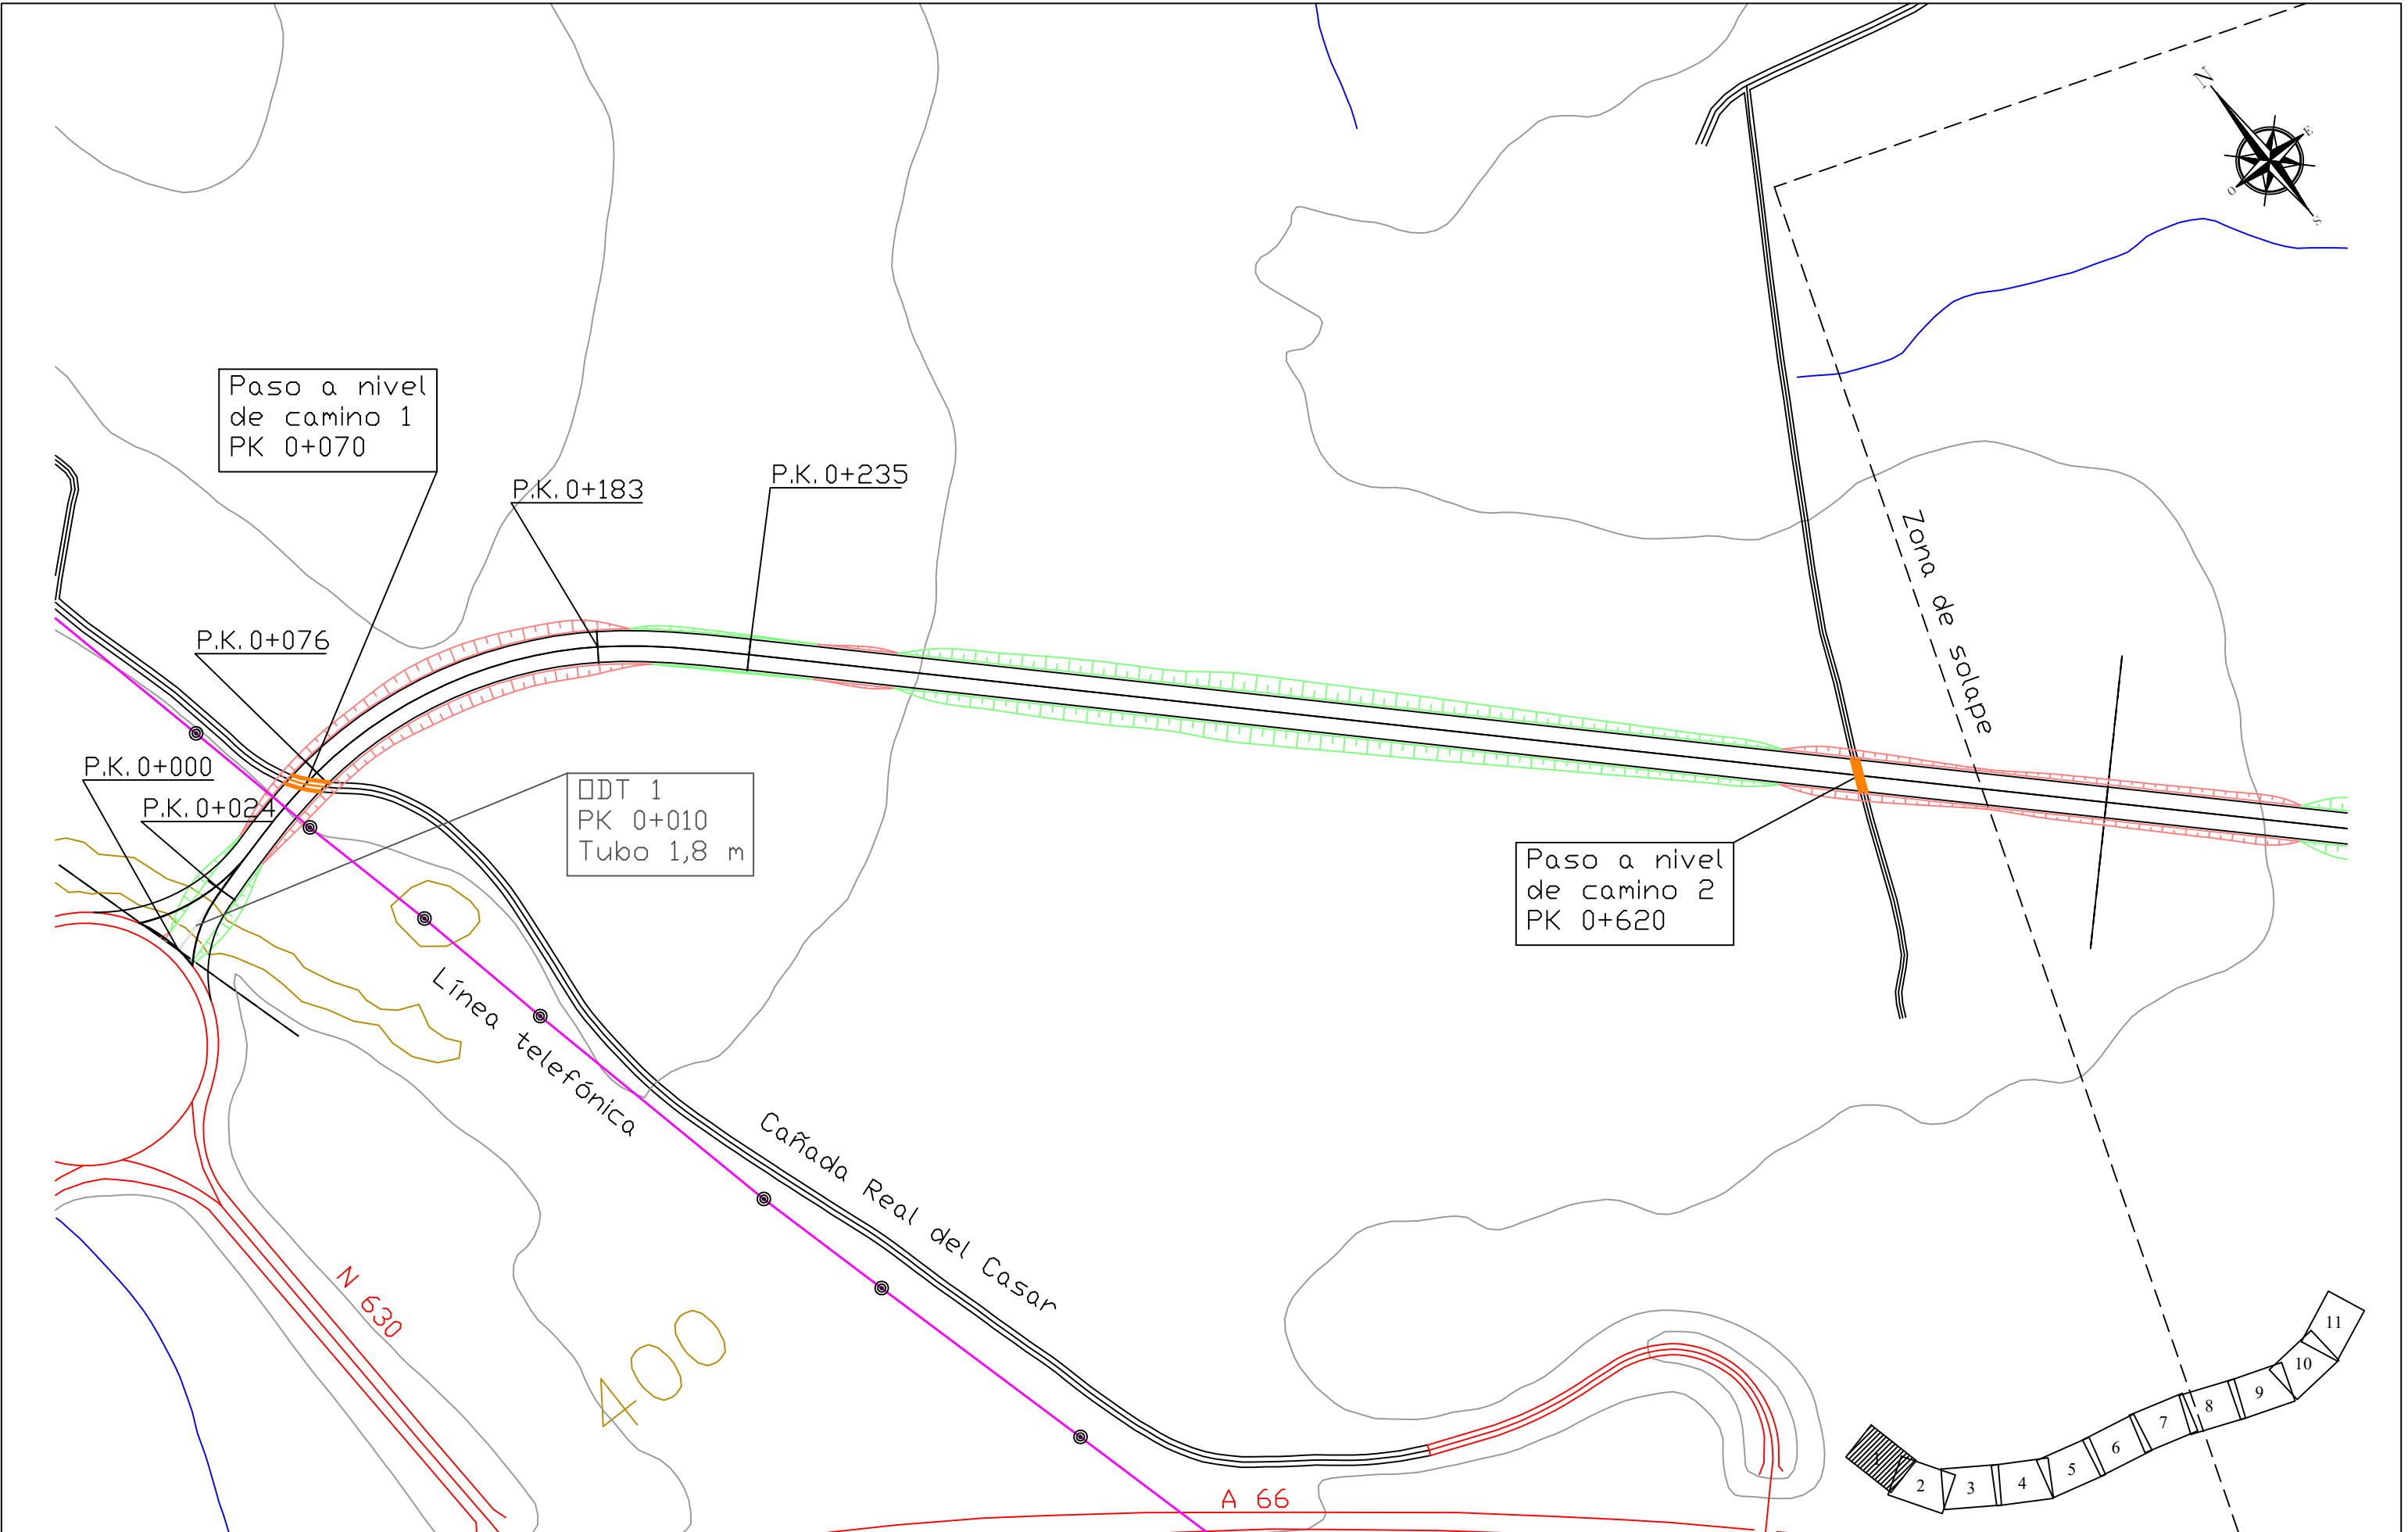 N
E
O
S
Paso a nivel
de camino 1
PK 0+070
P.K. 0+183
P.K. 0+235
Zona de solape
P.K. 0+076
P.K. 0+000
P.K. 0+024
ODT 1
PK 0+010
Tubo 1,8 m
Paso a nivel
de camino 2
PK 0+620
Línea telefónica
Cañada Real del Casar
N 630
400
A 66
1
2
3
4
5
6
7
8
9
10
11